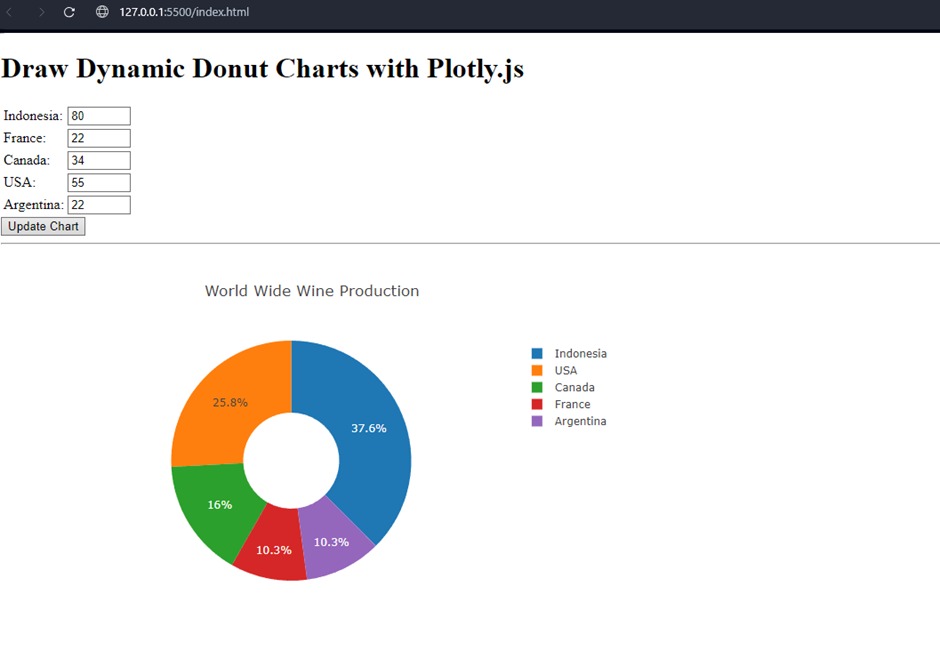 127.0.0.1:5500/index.html
Draw Dynamic Donut Charts with Plotly.js
Indonesia: 80
France: 22
Canada: 34
USA: 55
Argentina: 22
Update Chart
World Wide Wine Production
Indonesia
USA
Canada
France
Argentina
25.8%
37.6%
16%
10.3%
10.3%